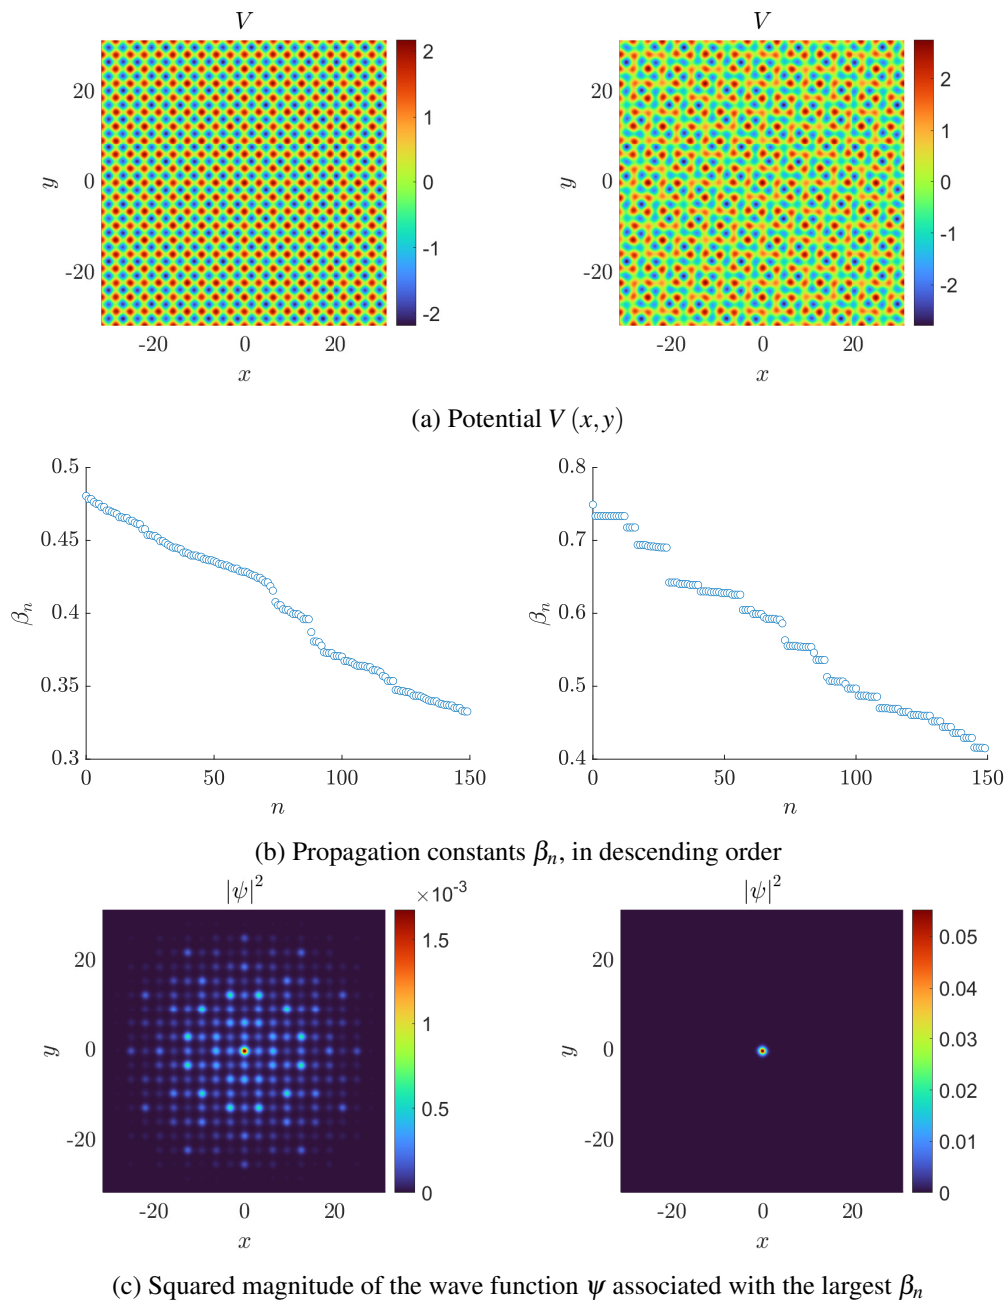 V V
20 0 -20 y
-20 0 20 x
2 1 0 -1 -2
20 0 -20 y
-20 0 20 x
2 1 0 -1 -2
(a) Potential V (x,y)
0.5 0.45 0.4 0.35 0.3 βn
0 50 100 150 n
0.8 0.7 0.6 0.5 0.4 βn
0 50 100 150 n
(b) Propagation constants βn, in descending order
|ψ|² ×10⁻³ |ψ|²
20 0 -20 y
-20 0 20 x
1.5 1 0.5 0
20 0 -20 y
-20 0 20 x
0.05 0.04 0.03 0.02 0.01 0
(c) Squared magnitude of the wave function ψ associated with the largest βn